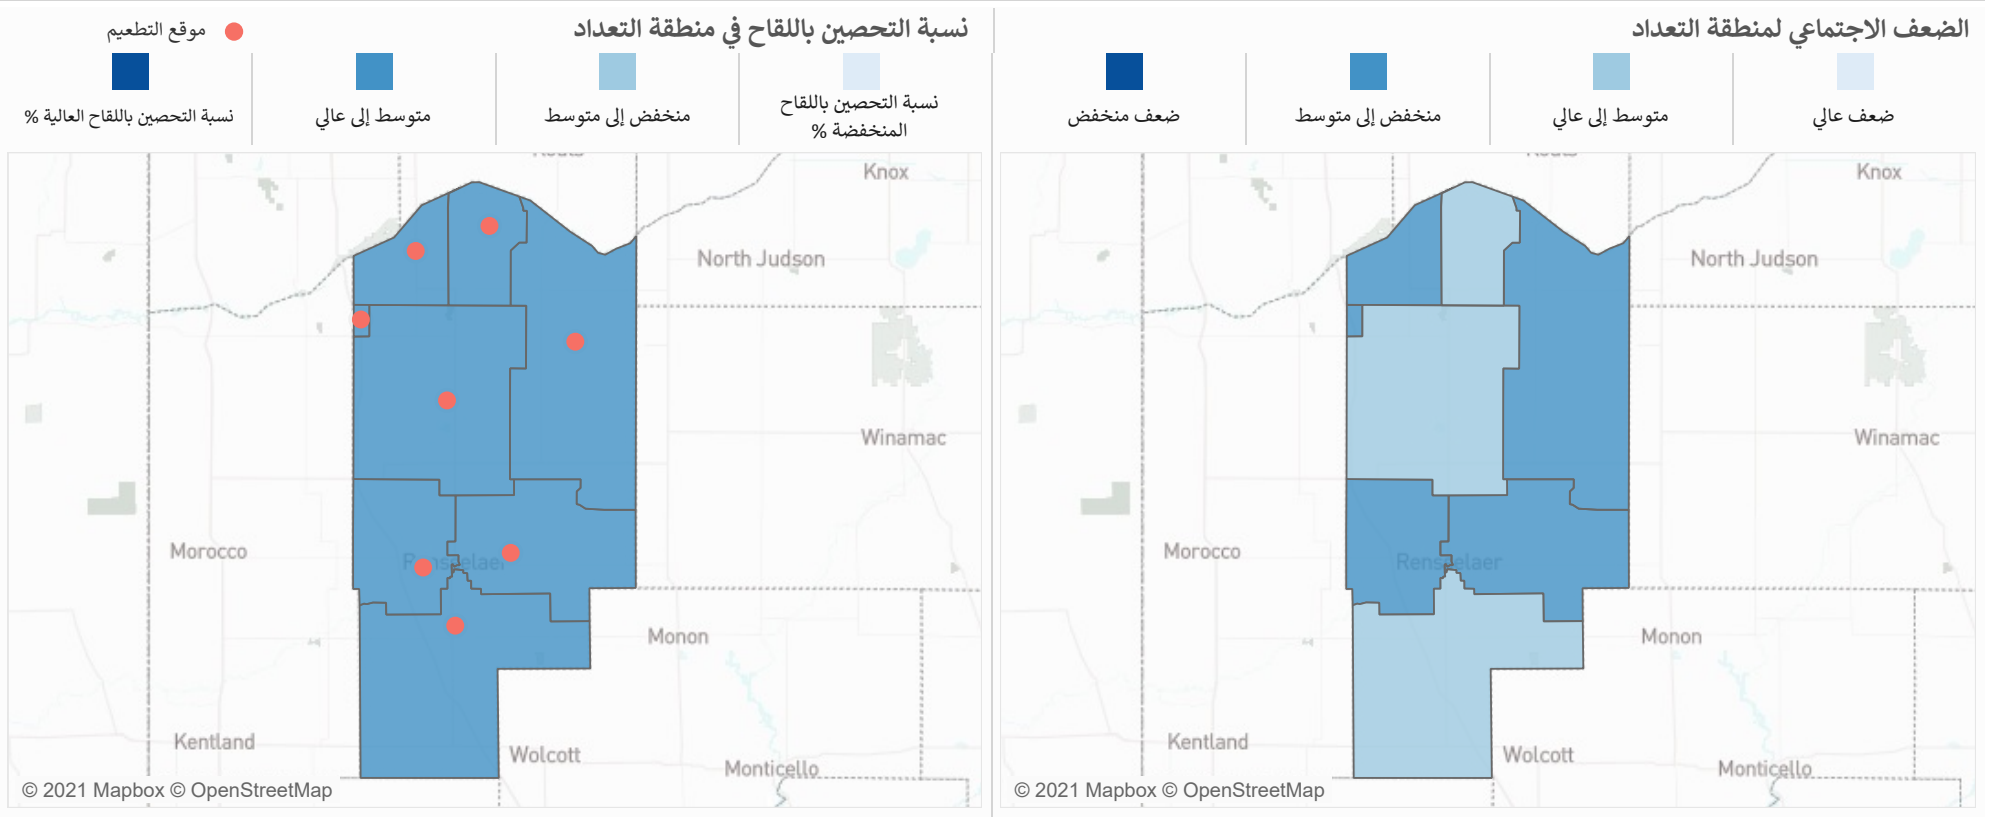 الضعف الاجتماعي لمنطقة التعداد
ضعف عالي
متوسط إلى عالي
منخفض إلى متوسط
ضعف منخفض
Knox
North Judson
Winamac
Morocco
Rensselaer
Monon
Kentland
Wolcott
Monticello
© 2021 Mapbox © OpenStreetMap
نسبة التحصين باللقاح في منطقة التعداد
موقع التطعيم
نسبة التحصين باللقاح
المنخفضة %
منخفض إلى متوسط
متوسط إلى عالي
نسبة التحصين باللقاح العالية %
Knox
North Judson
Winamac
Morocco
Rensselaer
Monon
Kentland
Wolcott
Monticello
© 2021 Mapbox © OpenStreetMap